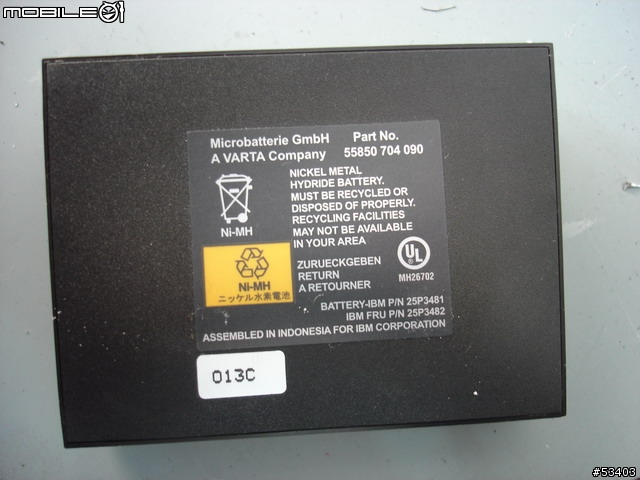 MOBILE01
Microbatterie GmbH Part No.
A VARTA Company 55850 704 090
NICKEL METAL
HYDRIDE BATTERY.
MUST BE RECYCLED OR
DISPOSED OF PROPERLY.
RECYCLING FACILITIES
MAY NOT BE AVAILABLE
IN YOUR AREA
Ni-MH
Ni-MH
ニッケル水素電池
ZURUECKGEBEN
RETURN
A RETOURNER
UL
MH26702
BATTERY-IBM P/N 25P3481
IBM FRU P/N 25P3482
ASSEMBLED IN INDONESIA FOR IBM CORPORATION
013C
#53403